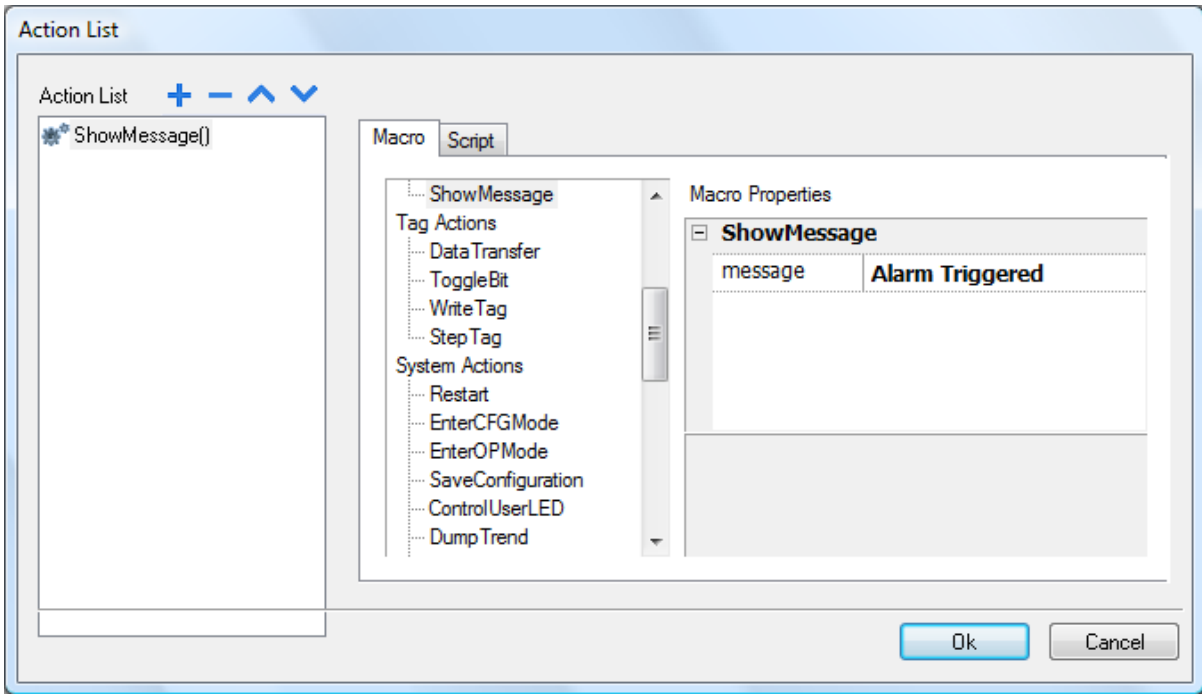 Action List
Action List
ShowMessage()
Macro
Script
ShowMessage
Tag Actions
DataTransfer
ToggleBit
WriteTag
StepTag
System Actions
Restart
EnterCFGMode
EnterOPMode
SaveConfiguration
ControlUserLED
DumpTrend
Macro Properties
ShowMessage
message Alarm Triggered
Ok
Cancel